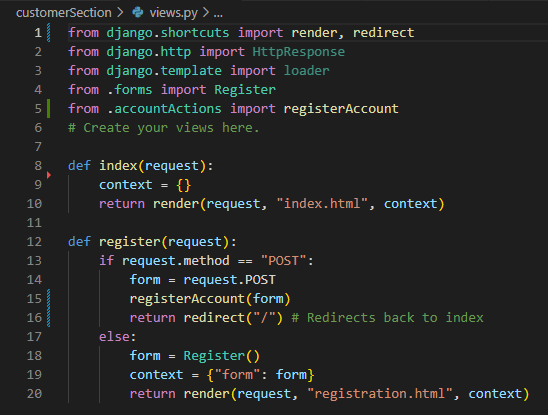 customerSection > views.py > ...
1 from django.shortcuts import render, redirect
2 from django.http import HttpResponse
3 from django.template import loader
4 from .forms import Register
5 from .accountActions import registerAccount
6 # Create your views here.
7
8 def index(request):
9     context = {}
10     return render(request, "index.html", context)
11
12 def register(request):
13     if request.method == "POST":
14         form = request.POST
15         registerAccount(form)
16         return redirect("/") # Redirects back to index
17     else:
18         form = Register()
19         context = {"form": form}
20         return render(request, "registration.html", context)